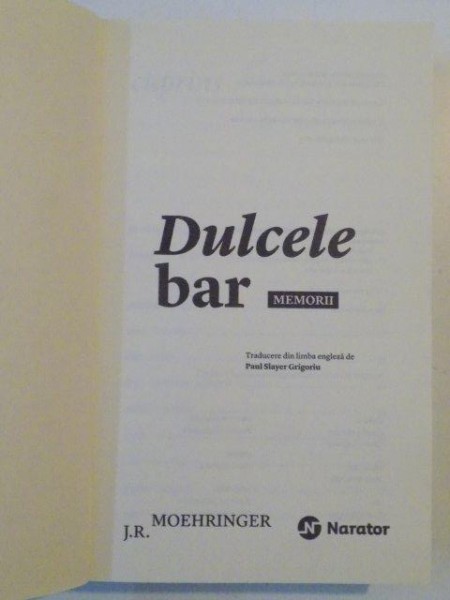 Dulcele
bar MEMORII
Traducere din limba engleză de
Paul Slayer Grigoriu
J.R. MOEHRINGER
N Narator